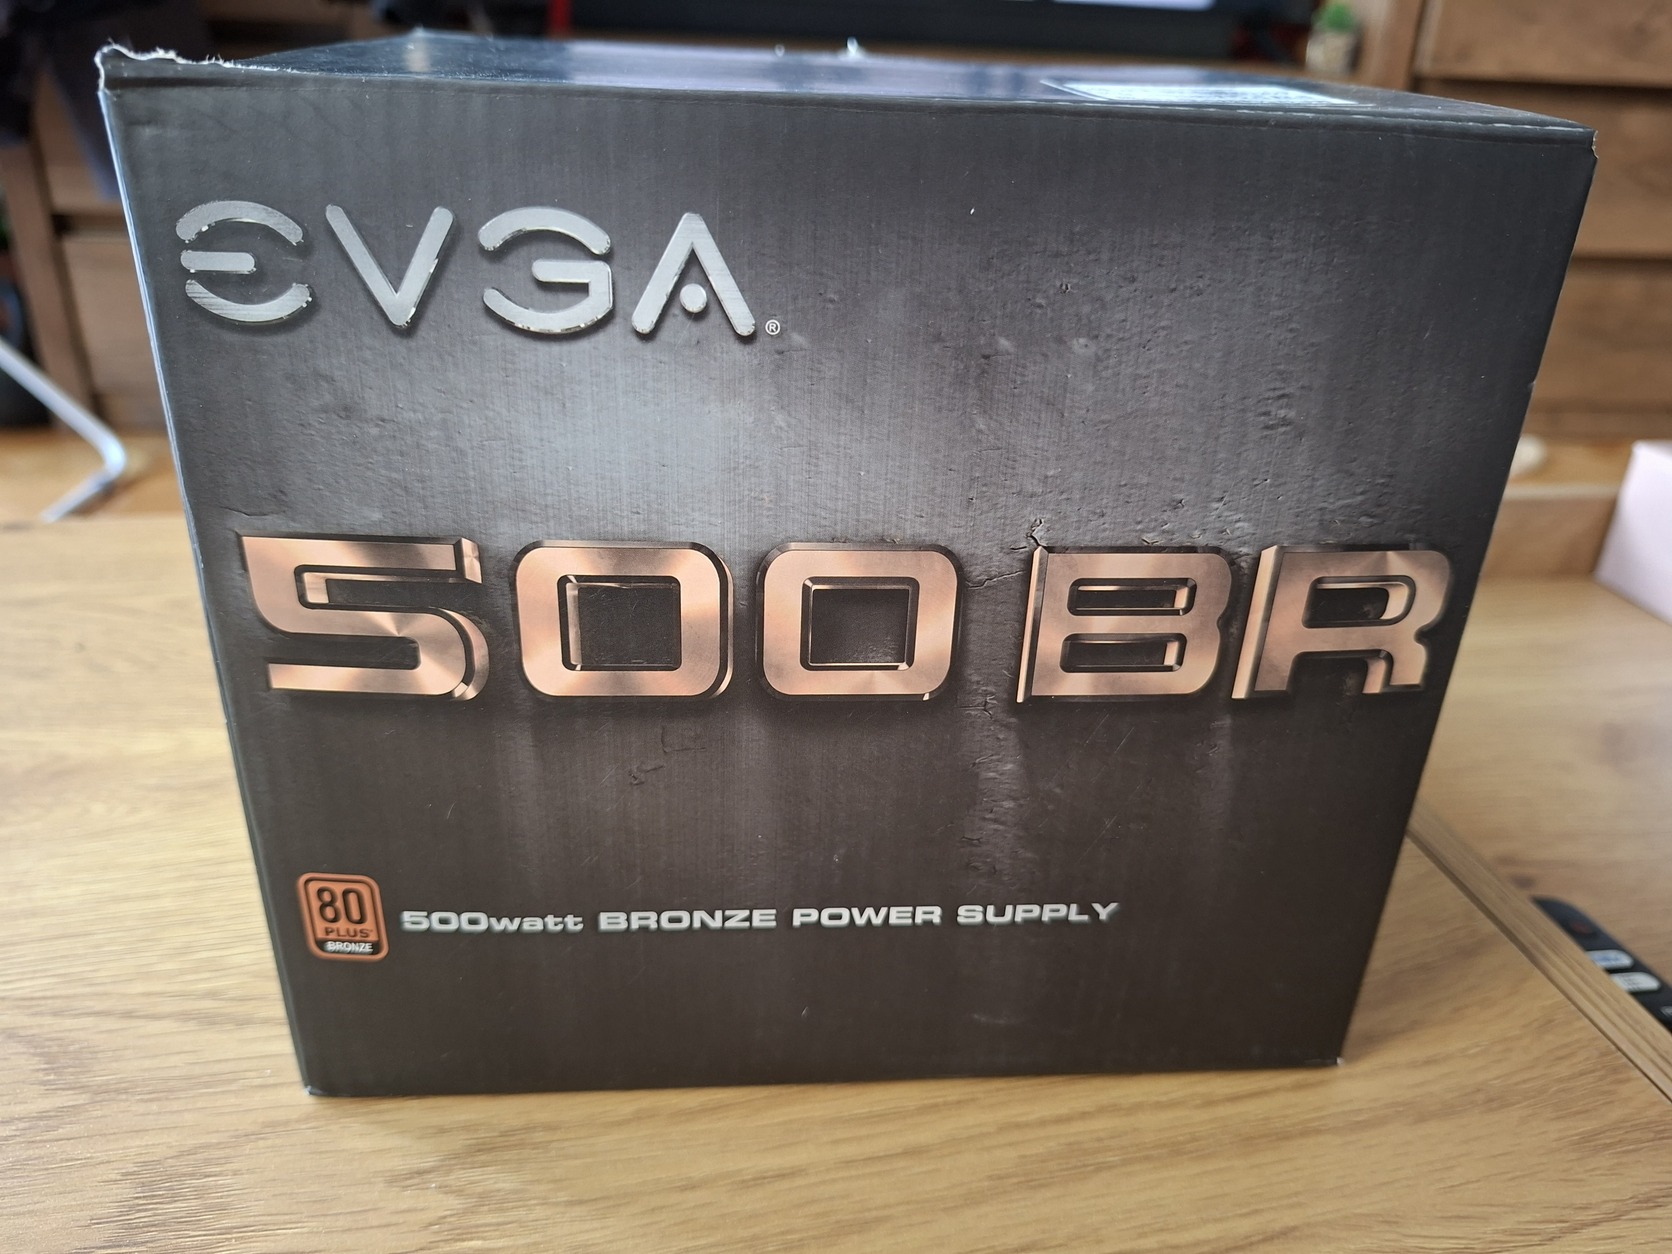 EVGA®
500 BR
80
PLUS®
BRONZE
500watt BRONZE POWER SUPPLY